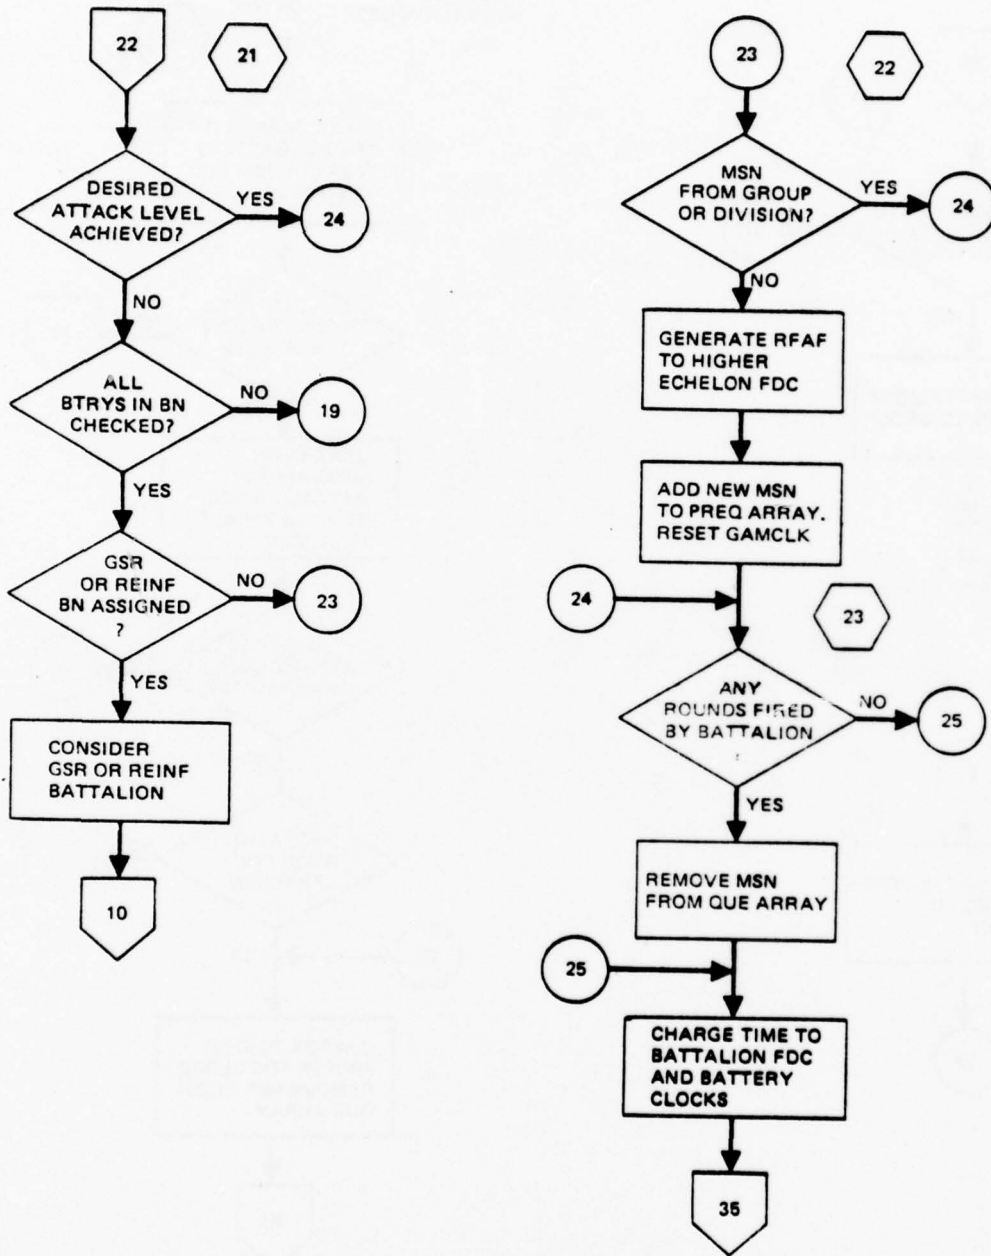 22
21
DESIRED
ATTACK LEVEL
ACHIEVED?
YES
24
NO
ALL
BTRYS IN BN
CHECKED?
NO
19
YES
GSR
OR REINF
BN ASSIGNED
?
NO
23
YES
CONSIDER
GSR OR REINF
BATTALION
10
23
22
MSN
FROM GROUP
OR DIVISION?
YES
24
NO
GENERATE RFAF
TO HIGHER
ECHELON FDC
ADD NEW MSN
TO PREQ ARRAY.
RESET GAMCLK
24
23
ANY
ROUNDS FIRED
BY BATTALION
NO
25
YES
REMOVE MSN
FROM QUE ARRAY
25
CHARGE TIME TO
BATTALION FDC
AND BATTERY
CLOCKS
35